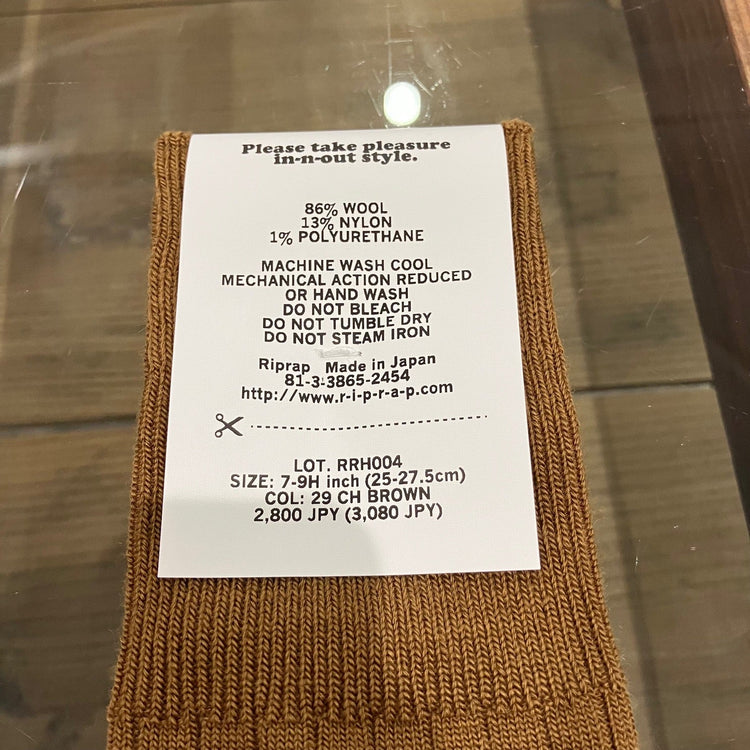 Please take pleasure
in-n-out style.
86% WOOL
13% NYLON
1% POLYURETHANE
MACHINE WASH COOL
MECHANICAL ACTION REDUCED
OR HAND WASH
DO NOT BLEACH
DO NOT TUMBLE DRY
DO NOT STEAM IRON
Riprap Made in Japan
81-3-3865-2454
http://www.r-i-p-r-a-p.com
LOT. RRH004
SIZE: 7-9H inch (25-27.5cm)
COL: 29 CH BROWN
2,800 JPY (3,080 JPY)